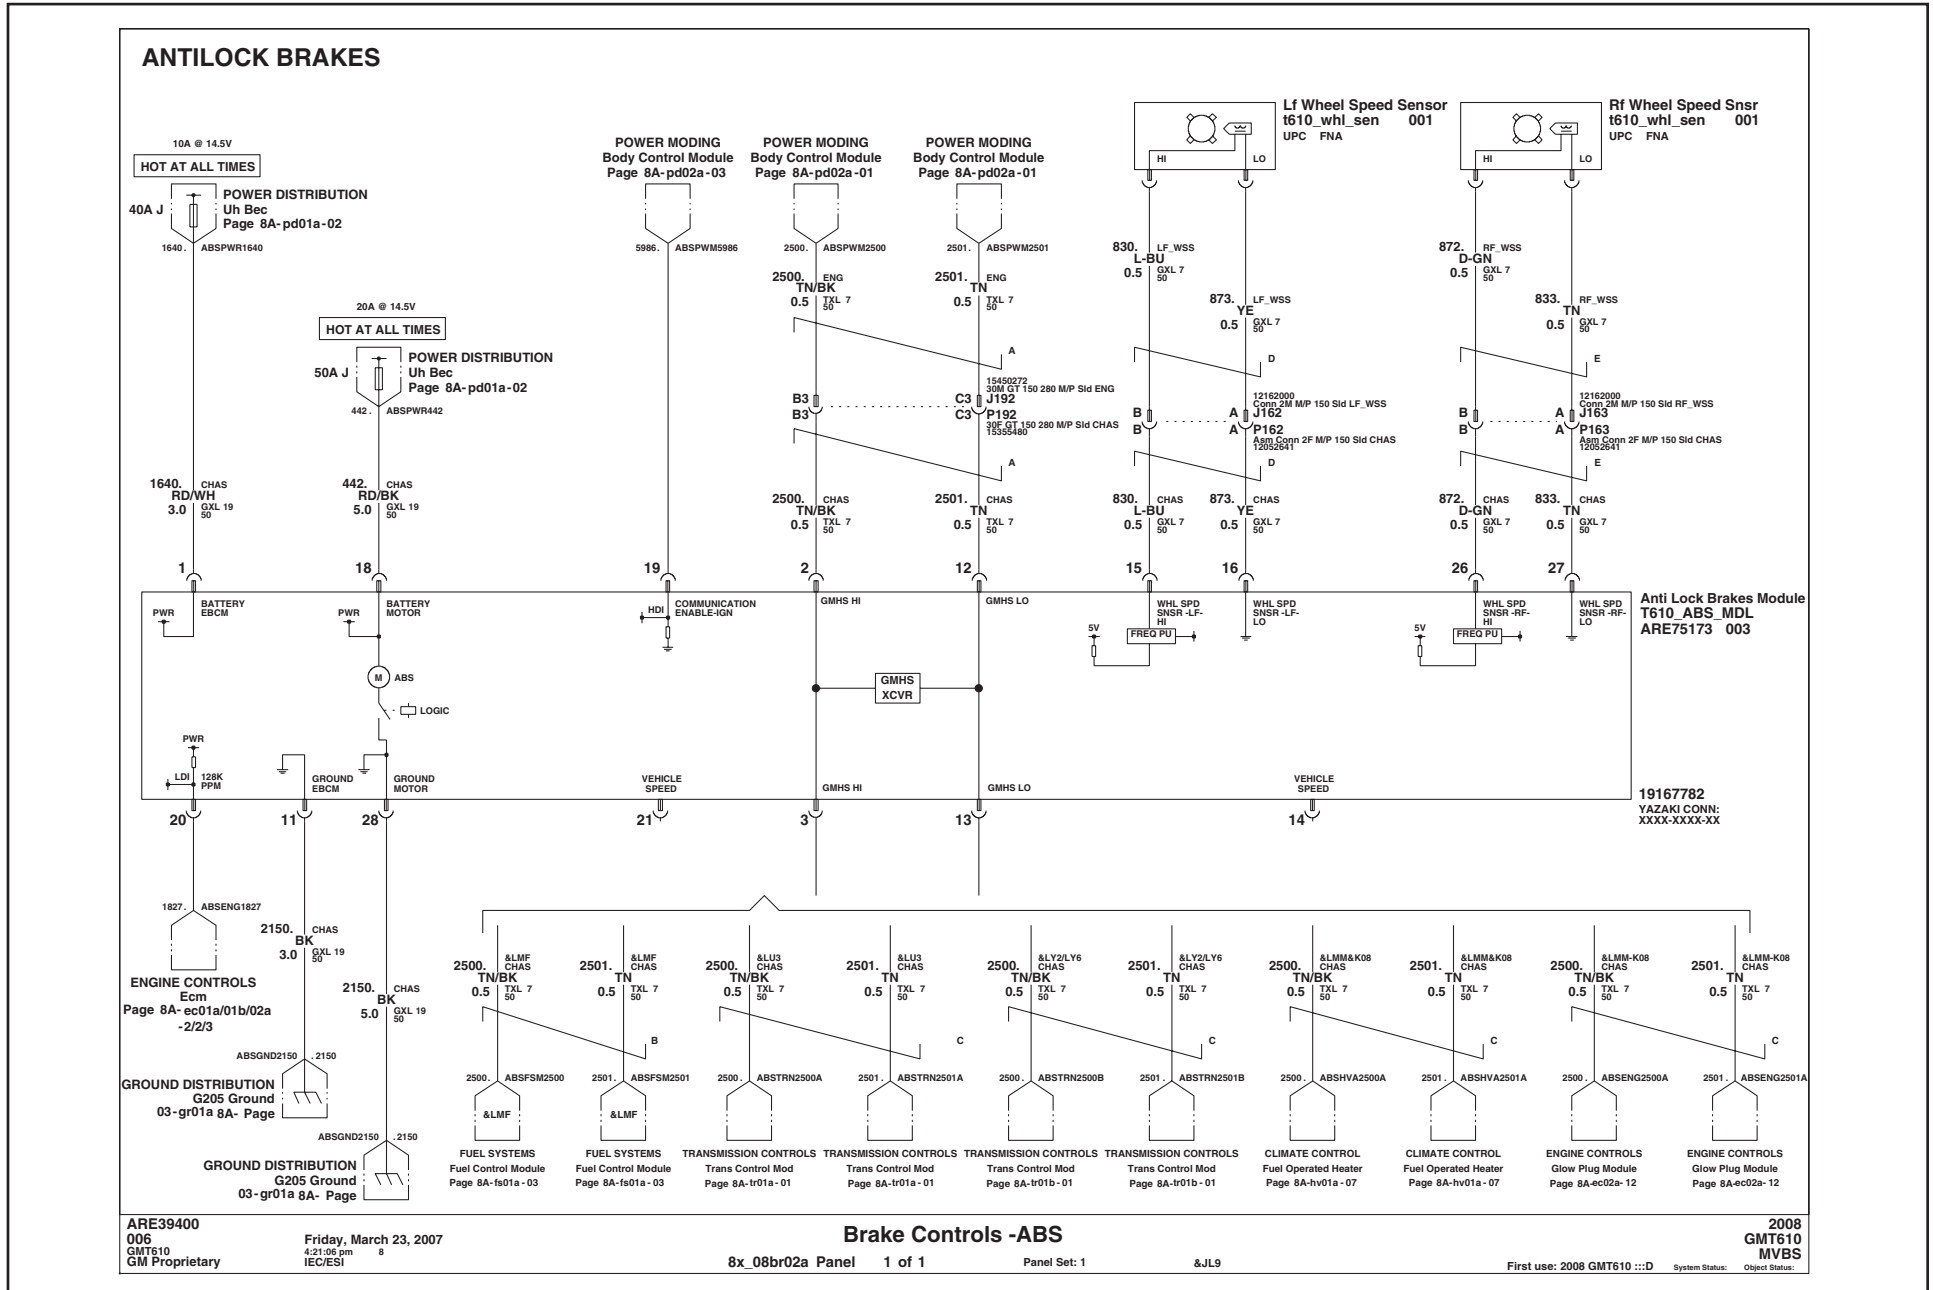 ANTILOCK BRAKES
10A @ 14.5V
HOT AT ALL TIMES
40A J
POWER DISTRIBUTION
Uh Bec
Page 8A-pd01a-02
1640. ABSPWR1640
20A @ 14.5V
HOT AT ALL TIMES
50A J
POWER DISTRIBUTION
Uh Bec
Page 8A-pd01a-02
442. ABSPWR442
POWER MODING
Body Control Module
Page 8A-pd02a-03
5986. ABSPWM5986
POWER MODING
Body Control Module
Page 8A-pd02a-01
2500. ABSPWM2500
POWER MODING
Body Control Module
Page 8A-pd02a-01
2501. ABSPWM2501
Lf Wheel Speed Sensor
t610_whl_sen 001
UPC FNA
HI LO
Rf Wheel Speed Snsr
t610_whl_sen 001
UPC FNA
HI LO
2500. ENG
TN/BK
0.5 TXL 7
50
2501. ENG
TN
0.5 TXL 7
50
830. LF_WSS
L-BU
0.5 GXL 7
50
873. LF_WSS
YE
0.5 GXL 7
50
872. RF_WSS
D-GN
0.5 GXL 7
50
833. RF_WSS
TN
0.5 GXL 7
50
A
D
E
15450272
30M GT 150 280 M/P Sld ENG
B3 C3 J192
B3 C3 P192
30F GT 150 280 M/P Sld CHAS
15355480
12162000
Conn 2M M/P 150 Sld LF_WSS
B A J162
B A P162
Asm Conn 2F M/P 150 Sld CHAS
12052641
12162000
Conn 2M M/P 150 Sld RF_WSS
B A J163
B A P163
Asm Conn 2F M/P 150 Sld CHAS
12052641
A
D
E
1640. CHAS
RD/WH
3.0 GXL 19
50
442. CHAS
RD/BK
5.0 GXL 19
50
2500. CHAS
TN/BK
0.5 TXL 7
50
2501. CHAS
TN
0.5 TXL 7
50
830. CHAS
L-BU
0.5 GXL 7
50
873. CHAS
YE
0.5 GXL 7
50
872. CHAS
D-GN
0.5 GXL 7
50
833. CHAS
TN
0.5 GXL 7
50
1 18 19 2 12 15 16 26 27
PWR
BATTERY
EBCM
PWR
BATTERY
MOTOR
HDI
COMMUNICATION
ENABLE-IGN
GMHS HI
GMHS LO
5V
WHL SPD
SNSR -LF-
HI
FREQ PU
WHL SPD
SNSR -LF-
LO
5V
WHL SPD
SNSR -RF-
HI
FREQ PU
WHL SPD
SNSR -RF-
LO
Anti Lock Brakes Module
T610_ABS_MDL
ARE75173 003
M ABS
LOGIC
GMHS
XCVR
PWR
LDI
128K
PPM
GROUND
EBCM
GROUND
MOTOR
VEHICLE
SPEED
GMHS HI
GMHS LO
VEHICLE
SPEED
19167782
YAZAKI CONN:
XXXX-XXXX-XX
20 11 28 21 3 13 14
1827. ABSENG1827
ENGINE CONTROLS
Ecm
Page 8A- ec01a/01b/02a
-2/2/3
2150. CHAS
BK
3.0 GXL 19
50
2150. CHAS
BK
5.0 GXL 19
50
ABSGND2150 .2150
GROUND DISTRIBUTION
G205 Ground
03-gr01a 8A- Page
ABSGND2150 .2150
GROUND DISTRIBUTION
G205 Ground
03-gr01a 8A- Page
&LMF
2500. CHAS
TN/BK
0.5 TXL 7
50
&LMF
2501. CHAS
TN
0.5 TXL 7
50
&LU3
2500. CHAS
TN/BK
0.5 TXL 7
50
&LU3
2501. CHAS
TN
0.5 TXL 7
50
&LY2/LY6
2500. CHAS
TN/BK
0.5 TXL 7
50
&LY2/LY6
2501. CHAS
TN
0.5 TXL 7
50
&LMM&K08
2500. CHAS
TN/BK
0.5 TXL 7
50
&LMM&K08
2501. CHAS
TN
0.5 TXL 7
50
&LMM-K08
2500. CHAS
TN/BK
0.5 TXL 7
50
&LMM-K08
2501. CHAS
TN
0.5 TXL 7
50
B C C C C
2500. ABSFSM2500
&LMF
FUEL SYSTEMS
Fuel Control Module
Page 8A-fs01a - 03
2501. ABSFSM2501
&LMF
FUEL SYSTEMS
Fuel Control Module
Page 8A-fs01a - 03
2500. ABSTRN2500A
TRANSMISSION CONTROLS
Trans Control Mod
Page 8A-tr01a - 01
2501. ABSTRN2501A
TRANSMISSION CONTROLS
Trans Control Mod
Page 8A-tr01a - 01
2500. ABSTRN2500B
TRANSMISSION CONTROLS
Trans Control Mod
Page 8A-tr01b - 01
2501. ABSTRN2501B
TRANSMISSION CONTROLS
Trans Control Mod
Page 8A-tr01b - 01
2500. ABSHVA2500A
CLIMATE CONTROL
Fuel Operated Heater
Page 8A-hv01a - 07
2501. ABSHVA2501A
CLIMATE CONTROL
Fuel Operated Heater
Page 8A-hv01a - 07
2500. ABSENG2500A
ENGINE CONTROLS
Glow Plug Module
Page 8A-ec02a- 12
2501. ABSENG2501A
ENGINE CONTROLS
Glow Plug Module
Page 8A-ec02a- 12
ARE39400
006
GMT610
GM Proprietary
Friday, March 23, 2007
4:21:06 pm 8
IEC/ESI
Brake Controls -ABS
8x_08br02a Panel 1 of 1
Panel Set: 1
&JL9
2008
GMT610
MVBS
First use: 2008 GMT610 :::D System Status: Object Status: